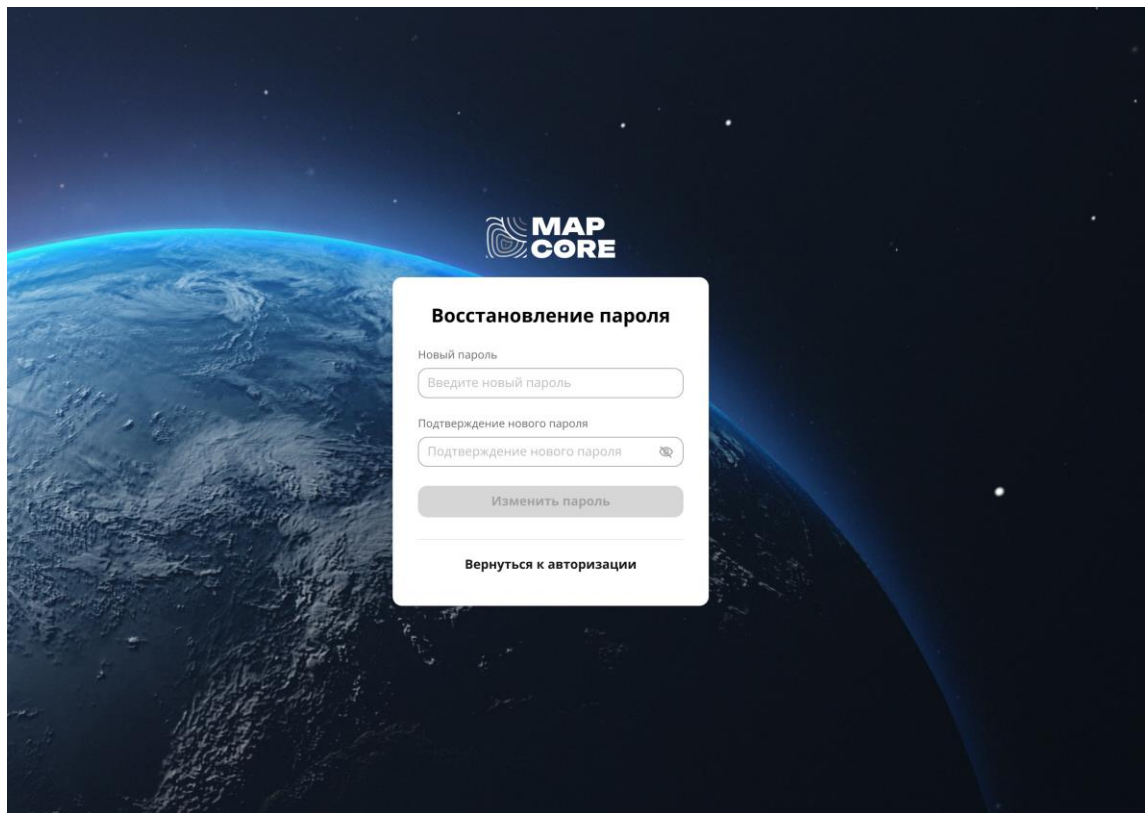 MAP
CORE
Восстановление пароля
Новый пароль
Введите новый пароль
Подтверждение нового пароля
Подтверждение нового пароля
Изменить пароль
Вернуться к авторизации